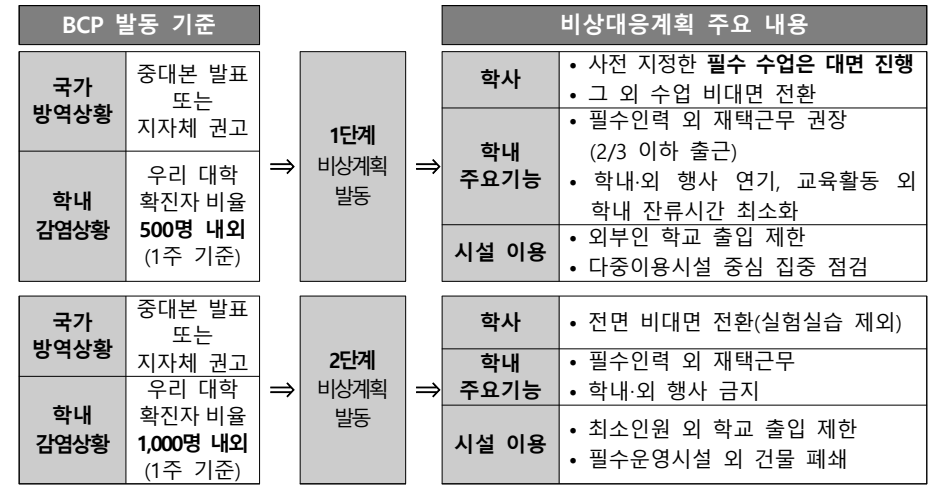 BCP 발동 기준
비상대응계획 주요 내용
국가
방역상황
중대본 발표
또는
지자체 권고
학내
감염상황
우리 대학
확진자 비율
500명 내외
(1주 기준)
⇒
1단계
비상계획
발동
⇒
학사
• 사전 지정한 필수 수업은 대면 진행
• 그 외 수업 비대면 전환
학내
주요기능
• 필수인력 외 재택근무 권장
(2/3 이하 출근)
• 학내·외 행사 연기, 교육활동 외
학내 잔류시간 최소화
시설 이용
• 외부인 학교 출입 제한
• 다중이용시설 중심 집중 점검
국가
방역상황
중대본 발표
또는
지자체 권고
학내
감염상황
우리 대학
확진자 비율
1,000명 내외
(1주 기준)
⇒
2단계
비상계획
발동
⇒
학사
• 전면 비대면 전환(실험실습 제외)
학내
주요기능
• 필수인력 외 재택근무
• 학내·외 행사 금지
시설 이용
• 최소인원 외 학교 출입 제한
• 필수운영시설 외 건물 폐쇄